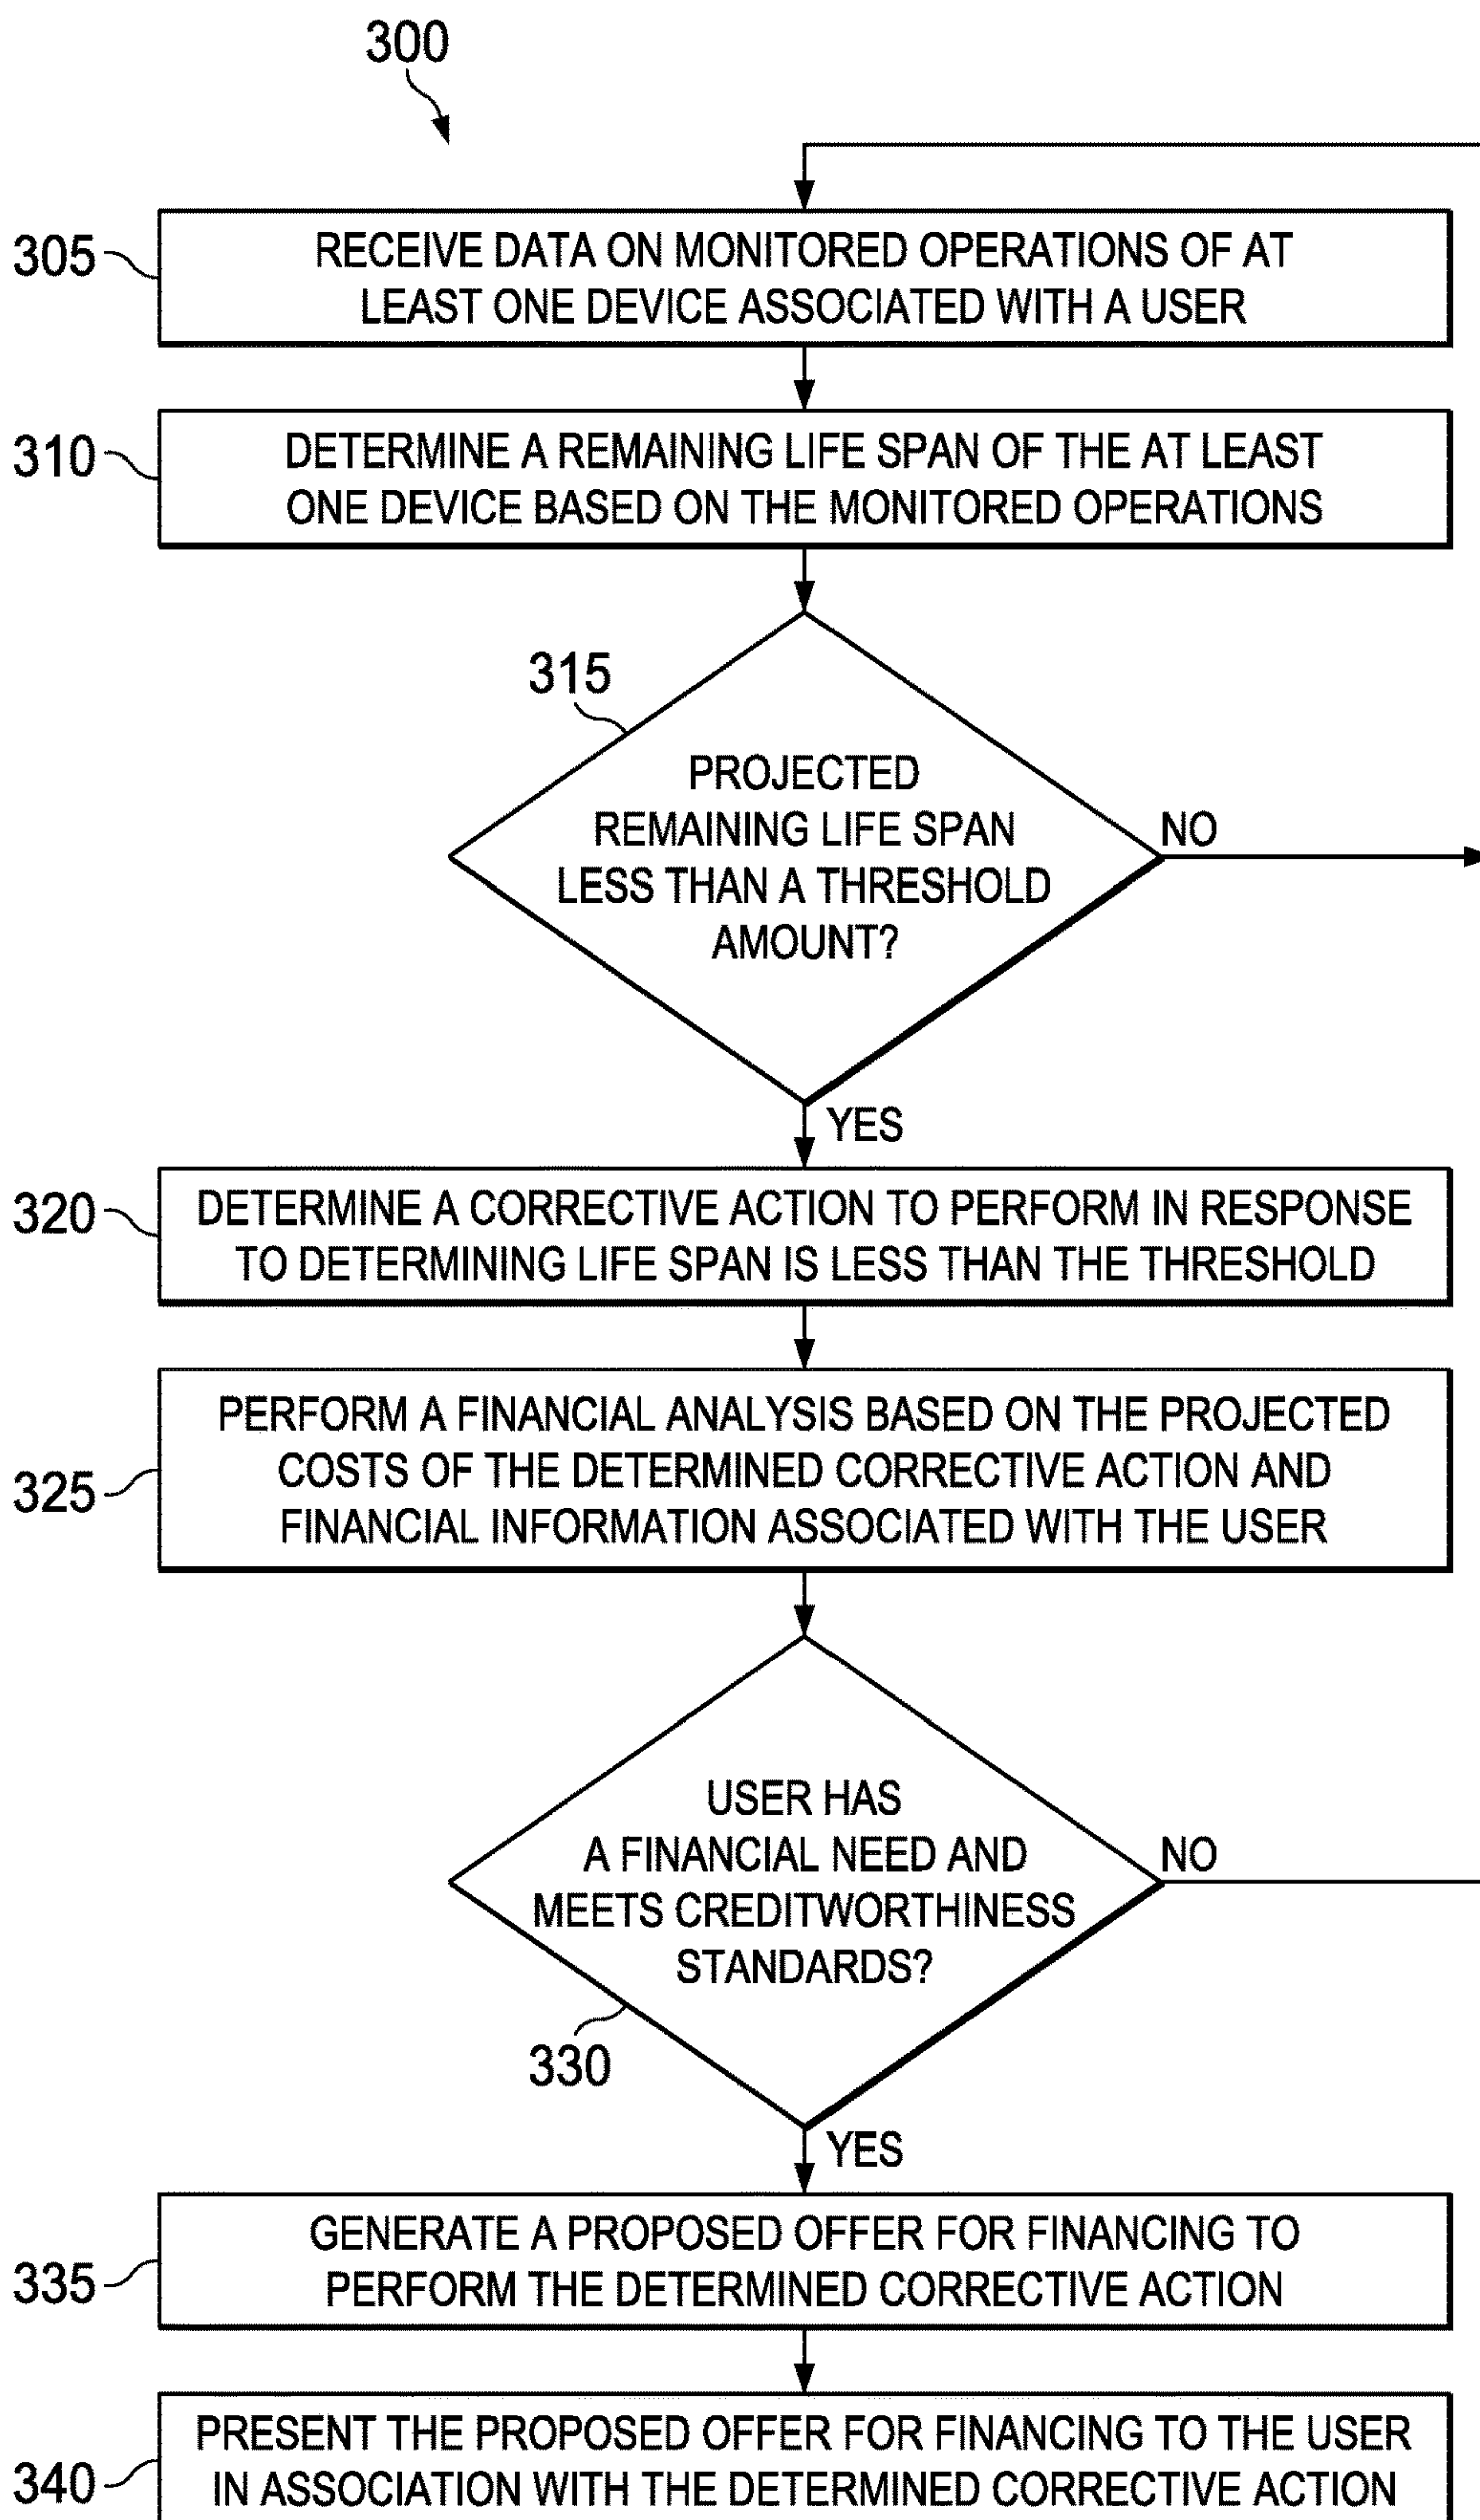 300
305
RECEIVE DATA ON MONITORED OPERATIONS OF AT
LEAST ONE DEVICE ASSOCIATED WITH A USER
310
DETERMINE A REMAINING LIFE SPAN OF THE AT LEAST
ONE DEVICE BASED ON THE MONITORED OPERATIONS
315
PROJECTED
REMAINING LIFE SPAN
LESS THAN A THRESHOLD
AMOUNT?
NO
YES
320
DETERMINE A CORRECTIVE ACTION TO PERFORM IN RESPONSE
TO DETERMINING LIFE SPAN IS LESS THAN THE THRESHOLD
325
PERFORM A FINANCIAL ANALYSIS BASED ON THE PROJECTED
COSTS OF THE DETERMINED CORRECTIVE ACTION AND
FINANCIAL INFORMATION ASSOCIATED WITH THE USER
USER HAS
A FINANCIAL NEED AND
MEETS CREDITWORTHINESS
STANDARDS?
NO
330
YES
335
GENERATE A PROPOSED OFFER FOR FINANCING TO
PERFORM THE DETERMINED CORRECTIVE ACTION
340
PRESENT THE PROPOSED OFFER FOR FINANCING TO THE USER
IN ASSOCIATION WITH THE DETERMINED CORRECTIVE ACTION